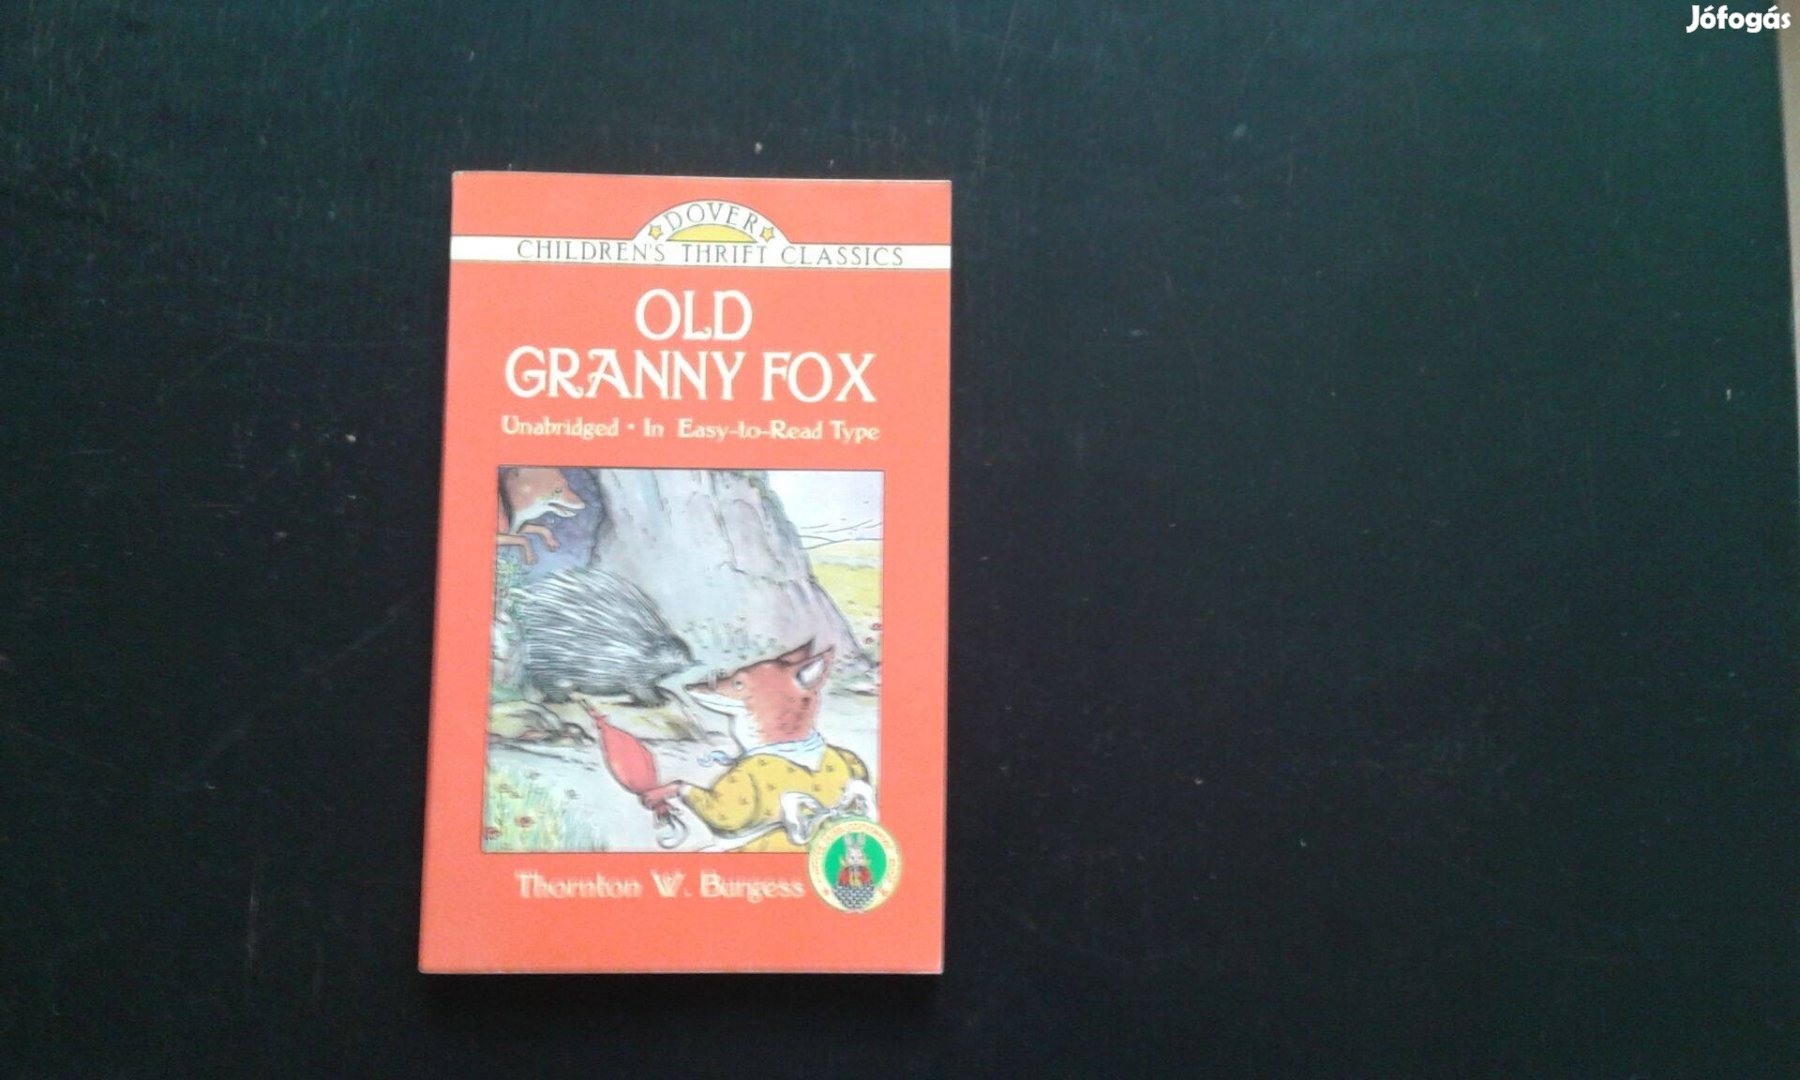 Jófogás
DOVER
CHILDREN'S THRIFT CLASSICS
OLD
GRANNY FOX
Unabridged • In Easy-to-Read Type
Thornton W. Burgess